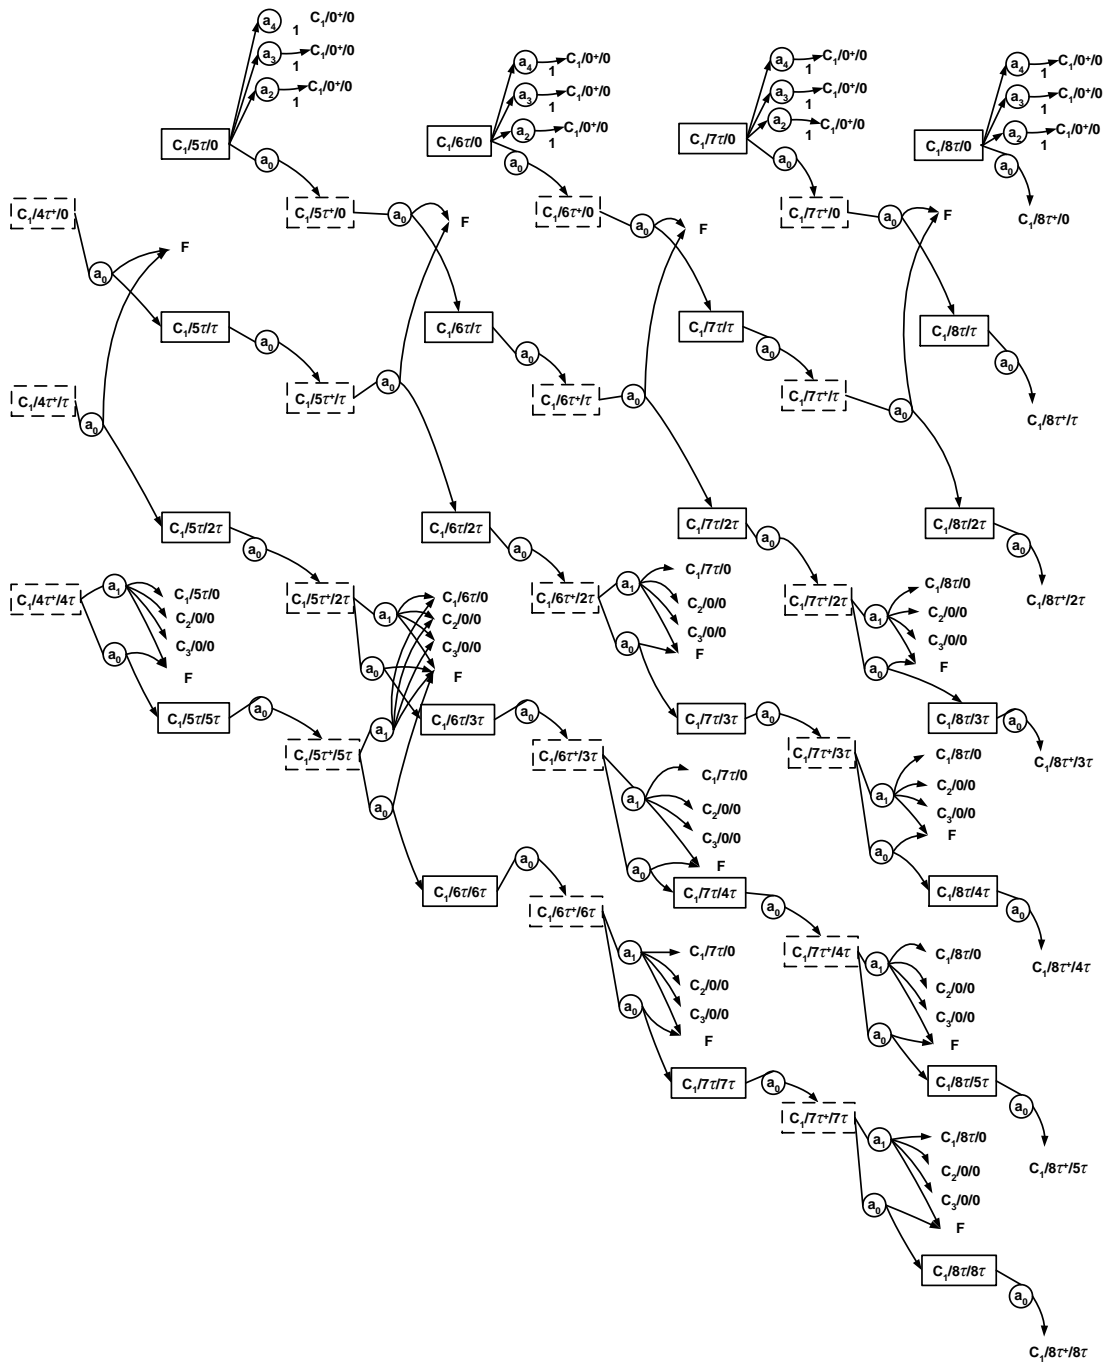 a4 1 C1/0+/0
a3 1 C1/0+/0
a2 1 C1/0+/0
C1/5τ/0
a0
a4 1 C1/0+/0
a3 1 C1/0+/0
a2 1 C1/0+/0
C1/6τ/0
a0
a4 1 C1/0+/0
a3 1 C1/0+/0
a2 1 C1/0+/0
C1/7τ/0
a0
a4 1 C1/0+/0
a3 1 C1/0+/0
a2 1 C1/0+/0
C1/8τ/0
a0
C1/8τ+/0
C1/4τ+/0
a0
F
C1/5τ+/0
a0
F
C1/6τ+/0
a0
F
C1/7τ+/0
a0
F
C1/5τ/τ
a0
C1/6τ/τ
a0
C1/7τ/τ
a0
C1/8τ/τ
a0
C1/8τ+/τ
C1/4τ+/τ
a0
C1/5τ+/τ
a0
C1/6τ+/τ
a0
C1/7τ+/τ
a0
C1/5τ/2τ
a0
C1/6τ/2τ
a0
C1/7τ/2τ
a0
C1/8τ/2τ
a0
C1/8τ+/2τ
C1/4τ+/4τ
a1
C1/5τ/0
C2/0/0
C3/0/0
a0
F
C1/5τ+/2τ
a1
C1/6τ/0
C2/0/0
C3/0/0
a0
F
C1/6τ+/2τ
a1
C1/7τ/0
C2/0/0
C3/0/0
a0
F
C1/7τ+/2τ
a1
C1/8τ/0
C2/0/0
C3/0/0
a0
F
C1/5τ/5τ
a0
C1/5τ+/5τ
a1
a0
C1/6τ/3τ
a0
C1/6τ+/3τ
a1
C1/7τ/0
C2/0/0
C3/0/0
a0
F
C1/7τ/3τ
a0
C1/7τ+/3τ
a1
C1/8τ/0
C2/0/0
C3/0/0
a0
F
C1/8τ/3τ
a0
C1/8τ+/3τ
C1/6τ/6τ
a0
C1/6τ+/6τ
a1
C1/7τ/0
C2/0/0
C3/0/0
a0
F
C1/7τ/4τ
a0
C1/7τ+/4τ
a1
C1/8τ/0
C2/0/0
C3/0/0
a0
F
C1/8τ/4τ
a0
C1/8τ+/4τ
C1/7τ/7τ
a0
C1/7τ+/7τ
a1
C1/8τ/0
C2/0/0
C3/0/0
a0
F
C1/8τ/5τ
a0
C1/8τ+/5τ
C1/8τ/8τ
a0
C1/8τ+/8τ